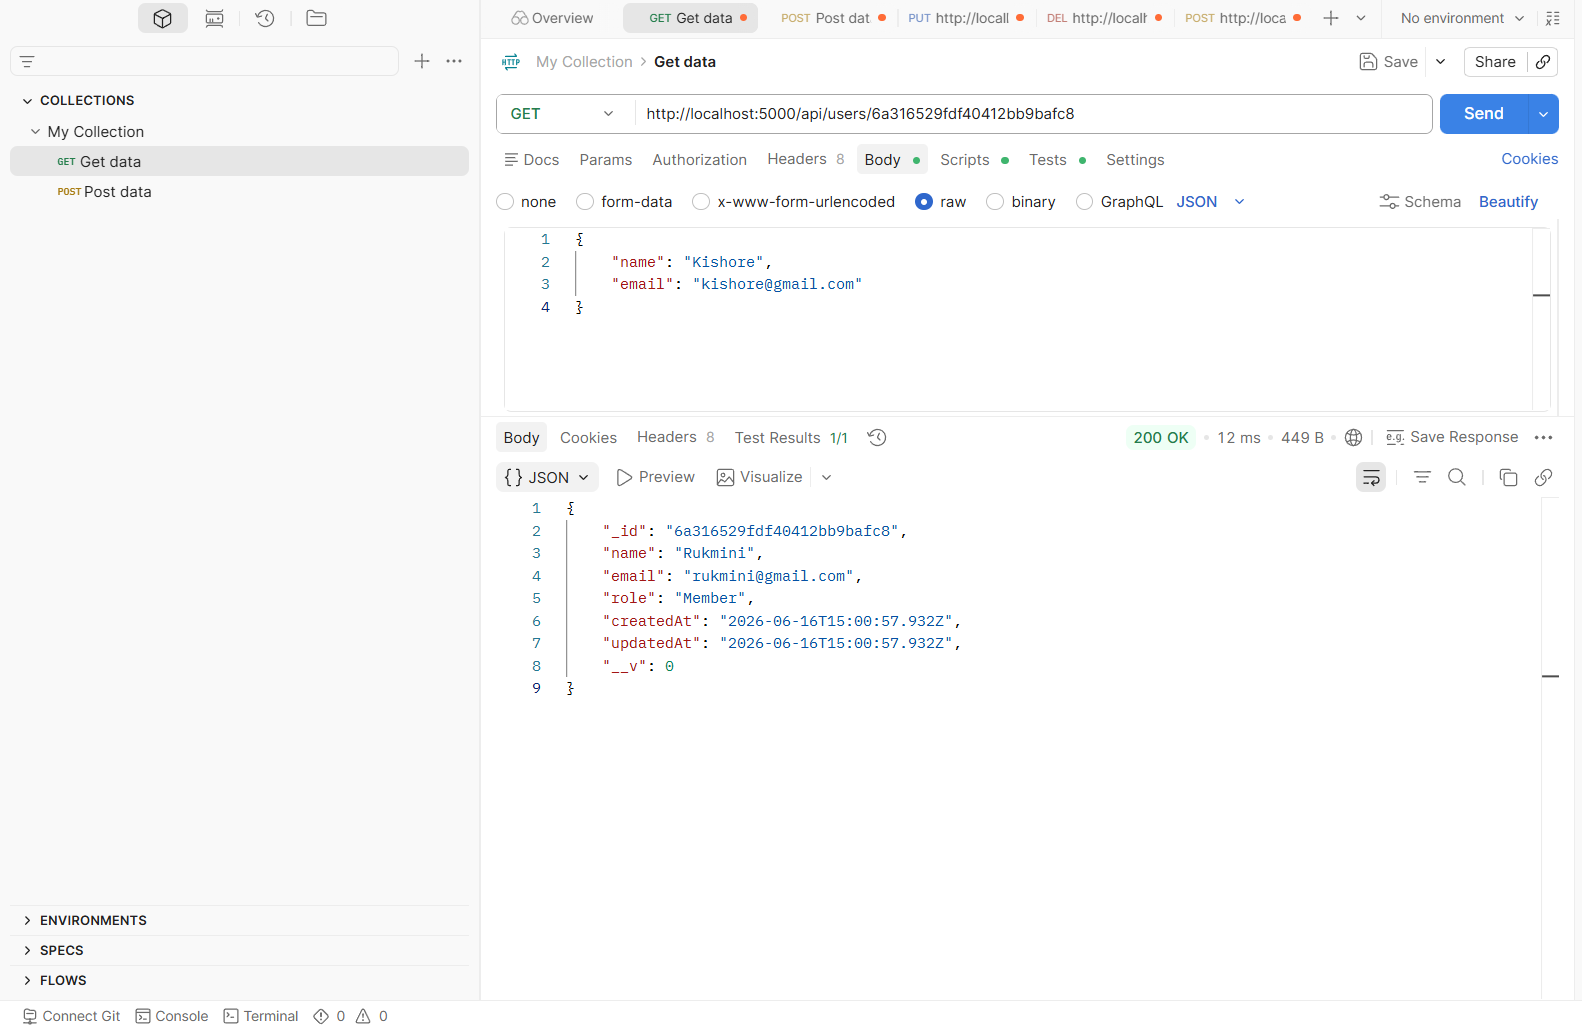 Overview
GET Get data
POST Post dat
PUT http://locall
DEL http://localh
POST http://loca
No environment
COLLECTIONS
My Collection
GET Get data
POST Post data
HTTP My Collection > Get data
Save
Share
GET http://localhost:5000/api/users/6a316529fdf40412bb9bafc8
Send
Docs Params Authorization Headers 8 Body Scripts Tests Settings
Cookies
none form-data x-www-form-urlencoded raw binary GraphQL JSON
Schema Beautify
1 {
2 "name": "Kishore",
3 "email": "kishore@gmail.com"
4 }
Body Cookies Headers 8 Test Results 1/1
200 OK • 12 ms • 449 B •
e.g. Save Response
{} JSON Preview Visualize
1 {
2 "_id": "6a316529fdf40412bb9bafc8",
3 "name": "Rukmini",
4 "email": "rukmini@gmail.com",
5 "role": "Member",
6 "createdAt": "2026-06-16T15:00:57.932Z",
7 "updatedAt": "2026-06-16T15:00:57.932Z",
8 "__v": 0
9 }
ENVIRONMENTS
SPECS
FLOWS
Connect Git Console Terminal 0 0